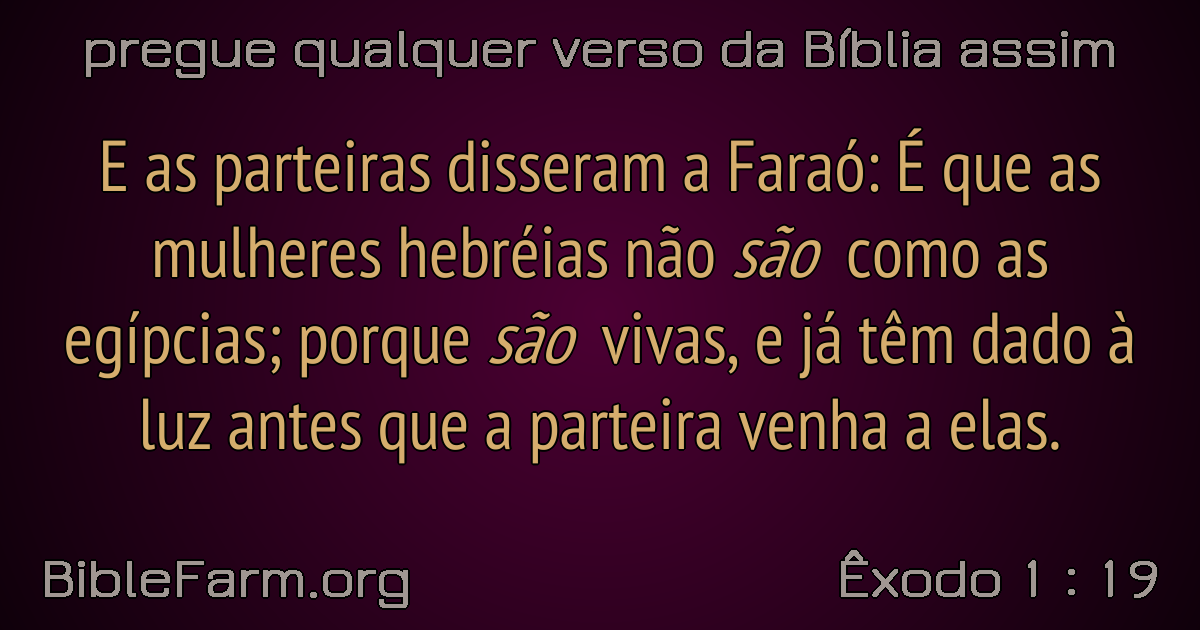 pregue qualquer verso da Bíblia assim
E as parteiras disseram a Faraó: É que as
mulheres hebréias não são como as
egípcias; porque são vivas, e já têm dado à
luz antes que a parteira venha a elas.
BibleFarm.org
Êxodo 1 : 19